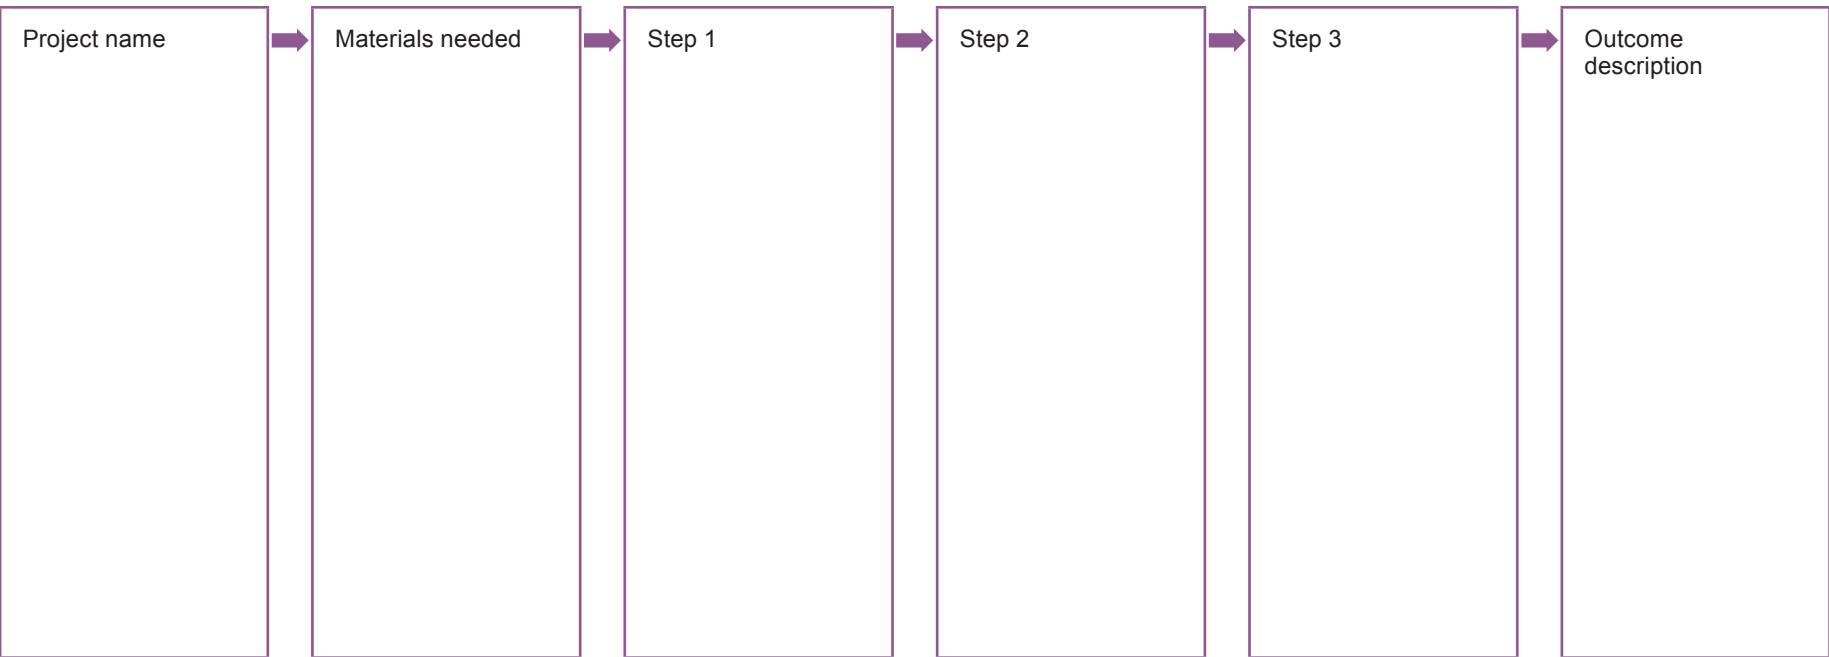 Project name
Materials needed
Step 1
Step 2
Step 3
Outcome
description